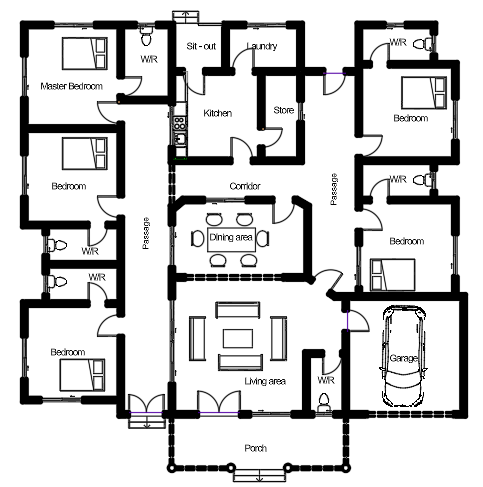 W/R
Sit - out
Laundry
W/R
Master Bedroom
Kitchen
Store
Bedroom
Bedroom
Corridor
W/R
Passage
Passage
Dining area
Bedroom
W/R
W/R
Bedroom
Living area
W/R
Garage
Porch